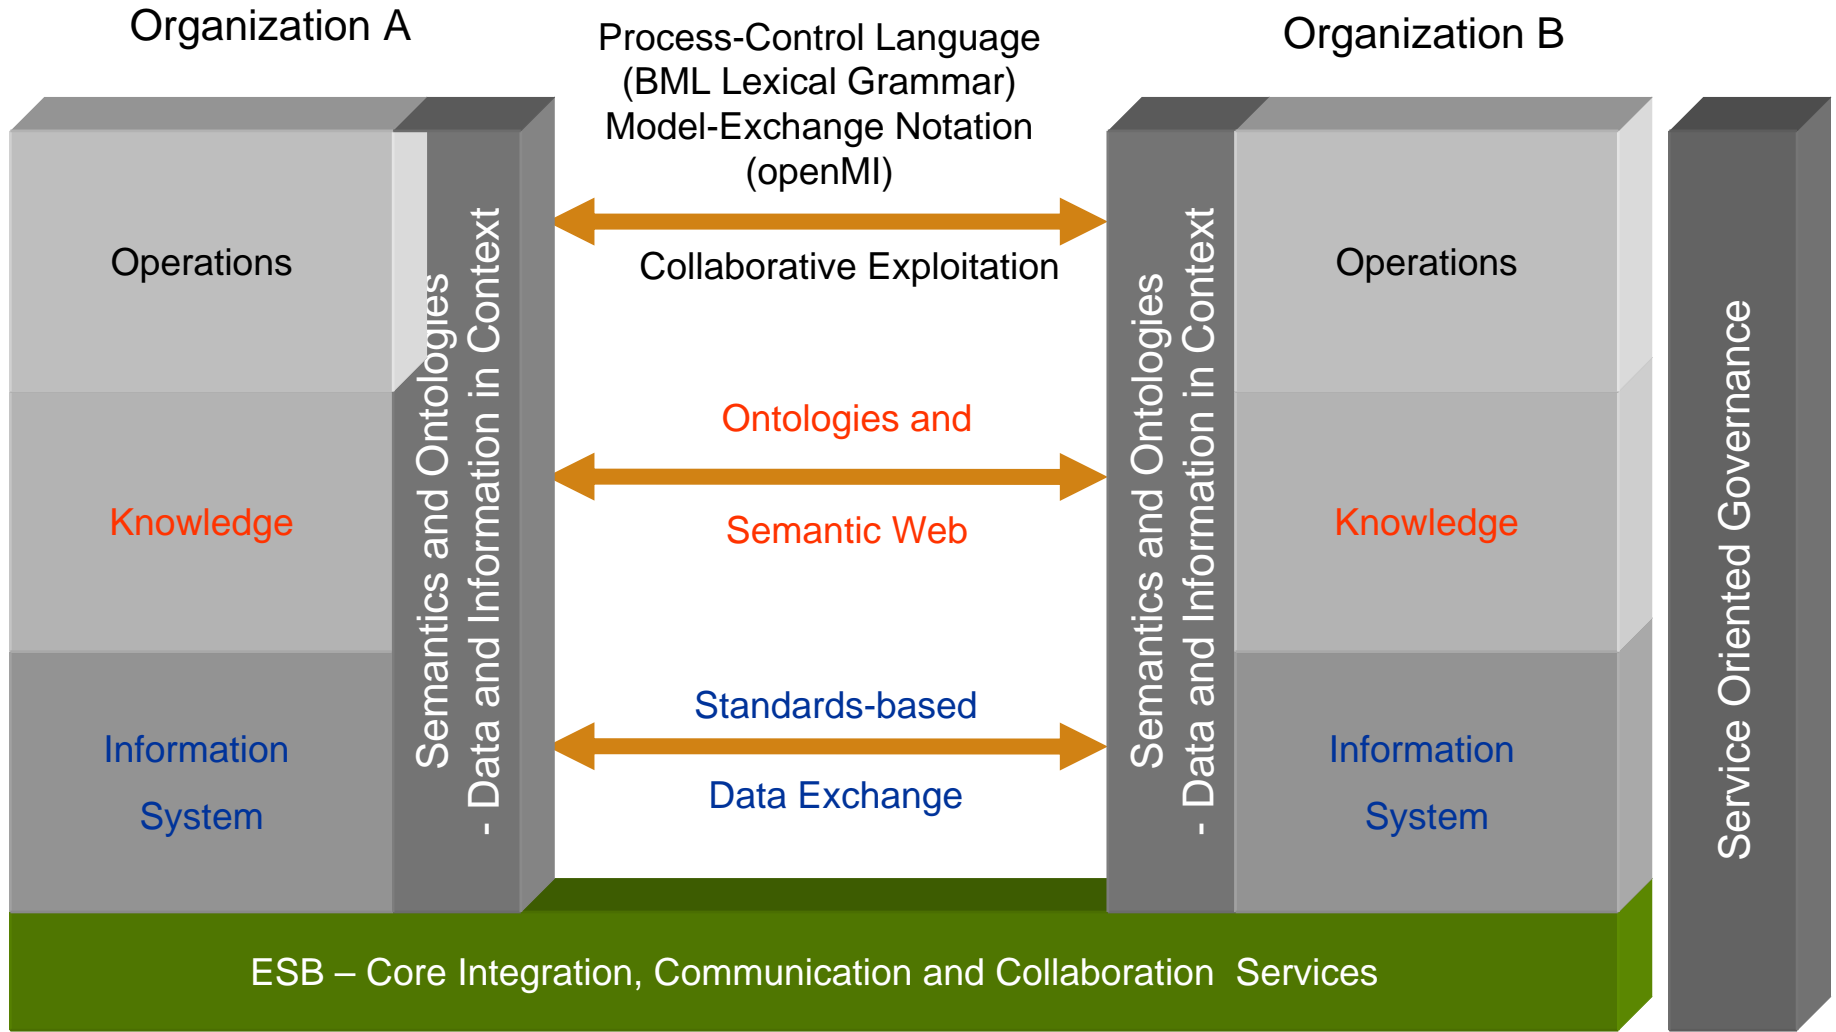 Organization A
Process-Control Language
(BML Lexical Grammar)
Model-Exchange Notation
(openMI)
Organization B
Operations
Collaborative Exploitation
Operations
Semantics and Ontologies
- Data and Information in Context
Semantics and Ontologies
- Data and Information in Context
Service Oriented Governance
Knowledge
Ontologies and
Semantic Web
Knowledge
Information
System
Standards-based
Data Exchange
Information
System
ESB – Core Integration, Communication and Collaboration Services